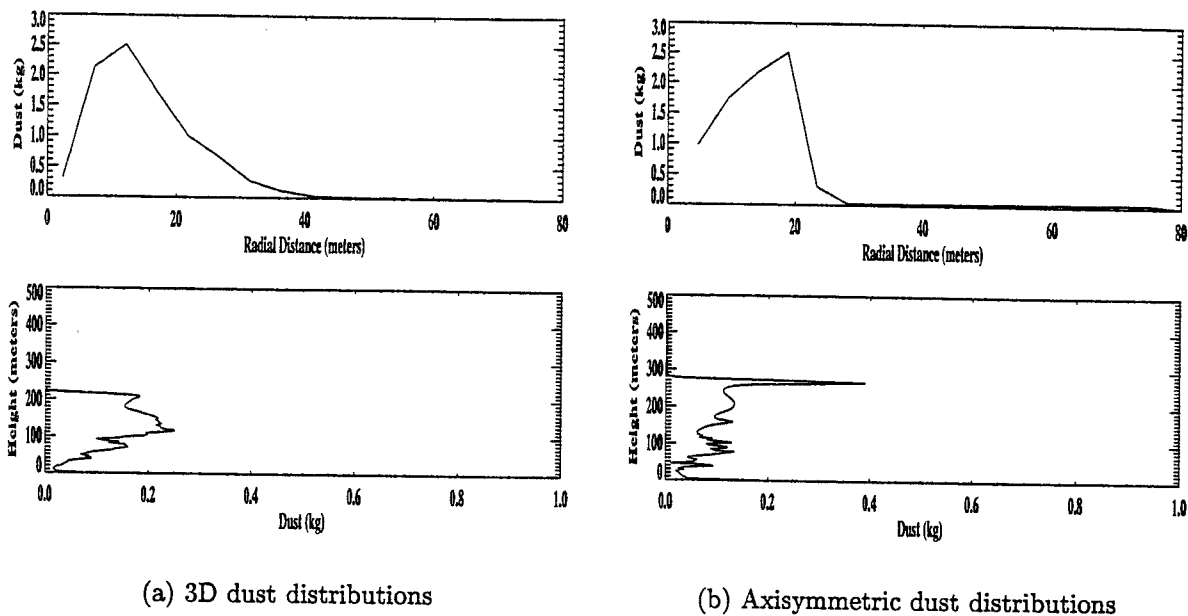 3.0
2.5
2.0
1.5
1.0
0.5
0.0
Dust (kg)
0 20 40 60 80
Radial Distance (meters)
3.0
2.5
2.0
1.5
1.0
0.5
0.0
Dust (kg)
0 20 40 60 80
Radial Distance (meters)
500
400
300
200
100
0
Height (meters)
0.0 0.2 0.4 0.6 0.8 1.0
Dust (kg)
500
400
300
200
100
0
Height (meters)
0.0 0.2 0.4 0.6 0.8 1.0
Dust (kg)
(a) 3D dust distributions
(b) Axisymmetric dust distributions